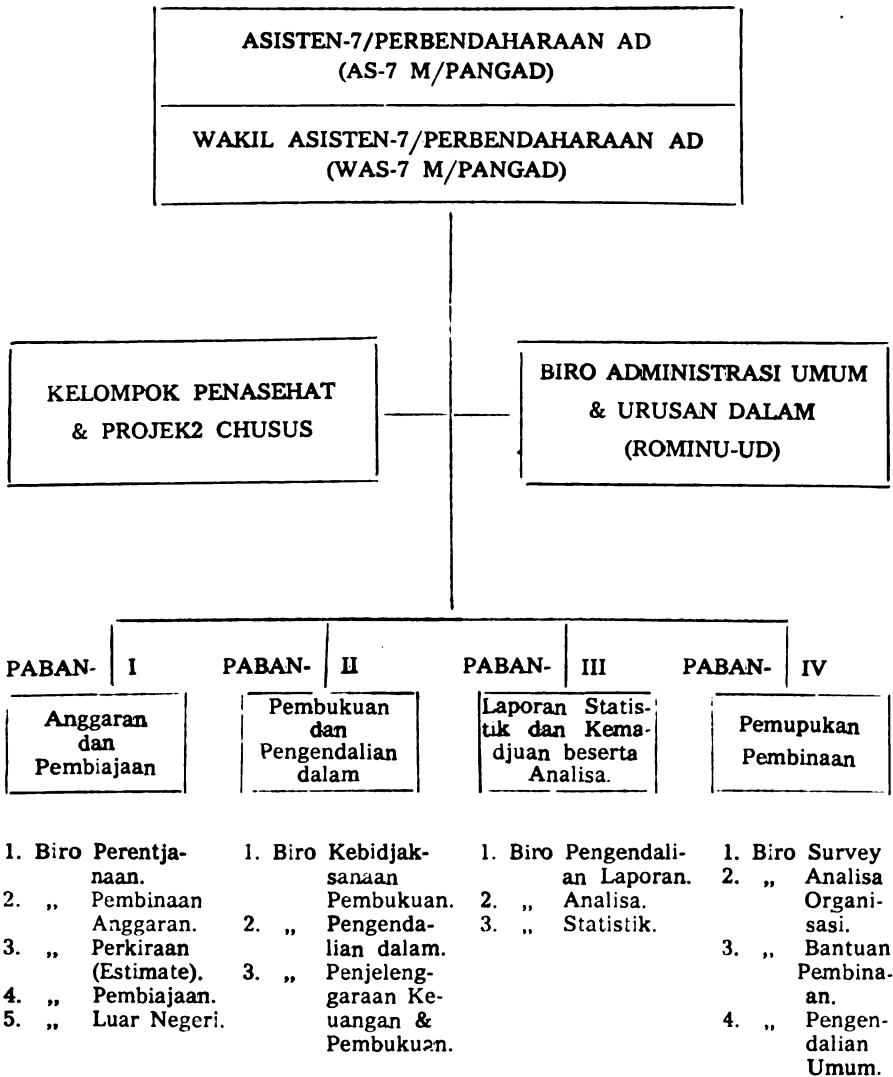 ASISTEN-7/PERBENDAHARAAN AD
(AS-7 M/PANGAD)
WAKIL ASISTEN-7/PERBENDAHARAAN AD
(WAS-7 M/PANGAD)
KELOMPOK PENASEHAT
& PROJEK2 CHUSUS
BIRO ADMINISTRASI UMUM
& URUSAN DALAM
(ROMINU-UD)
PABAN- I
Anggaran
dan
Pembiajaan
1. Biro Perentja-
naan.
2. „ Pembinaan
Anggaran.
3. „ Perkiraan
(Estimate).
4. „ Pembiajaan.
5. „ Luar Negeri.
PABAN- II
Pembukuan
dan
Pengendalian
dalam
1. Biro Kebidjak-
sanaan
Pembukuan.
2. „ Pengenda-
lian dalam.
3. „ Penjeleng-
garaan Ke-
uangan &
Pembukuan.
PABAN- III
Laporan Statis-
tik dan Kema-
djuan beserta
Analisa.
1. Biro Pengendali-
an Laporan.
2. „ Analisa.
3. „ Statistik.
PABAN- IV
Pemupukan
Pembinaan
1. Biro Survey
2. „ Analisa
Organi-
sasi.
3. „ Bantuan
Pembina-
an.
4. „ Pengen-
dalian
Umum.